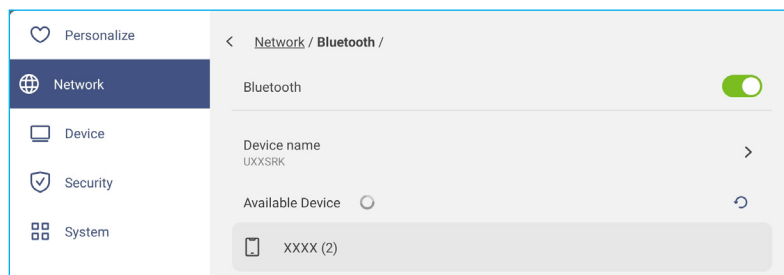 Personalize
Network
Device
Security
System
Network / Bluetooth /
Bluetooth
Device name
UXXSRK
Available Device
XXXX (2)